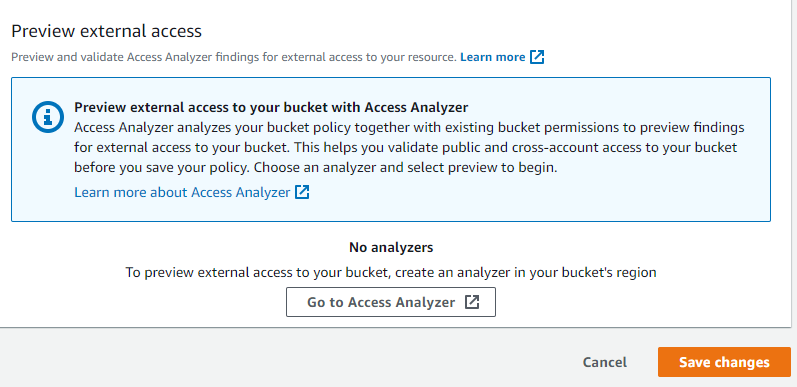 Preview external access
Preview and validate Access Analyzer findings for external access to your resource. Learn more
Preview external access to your bucket with Access Analyzer
Access Analyzer analyzes your bucket policy together with existing bucket permissions to preview findings
for external access to your bucket. This helps you validate public and cross-account access to your bucket
before you save your policy. Choose an analyzer and select preview to begin.
Learn more about Access Analyzer
No analyzers
To preview external access to your bucket, create an analyzer in your bucket's region
Go to Access Analyzer
Cancel Save changes